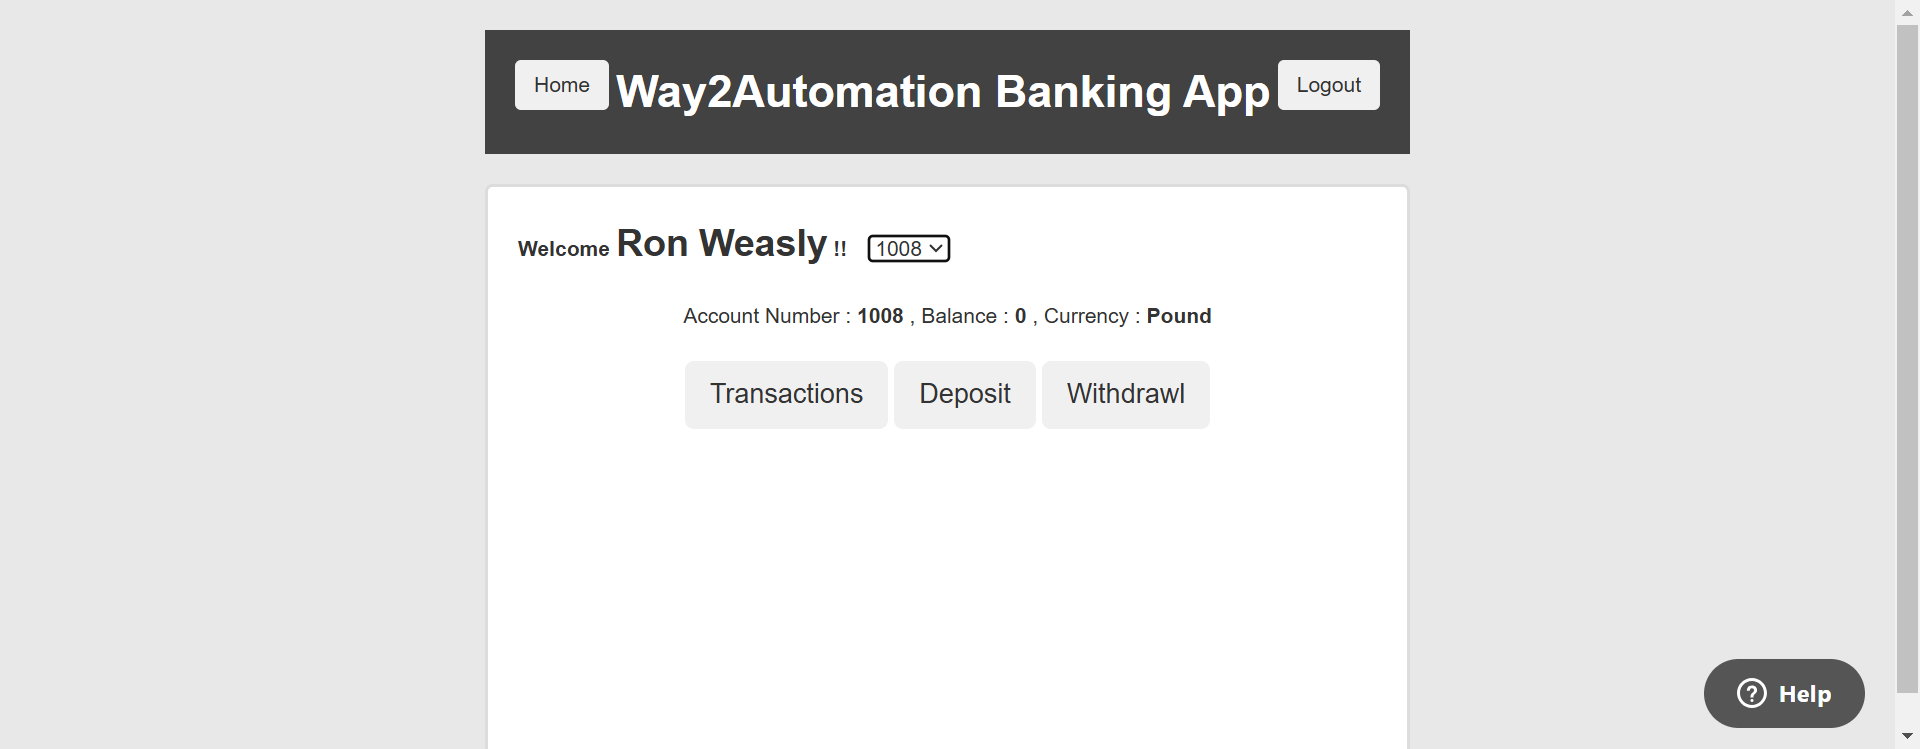 Home Way2Automation Banking App Logout
Welcome Ron Weasly !! 1008
Account Number : 1008 , Balance : 0 , Currency : Pound
Transactions Deposit Withdrawl
Help